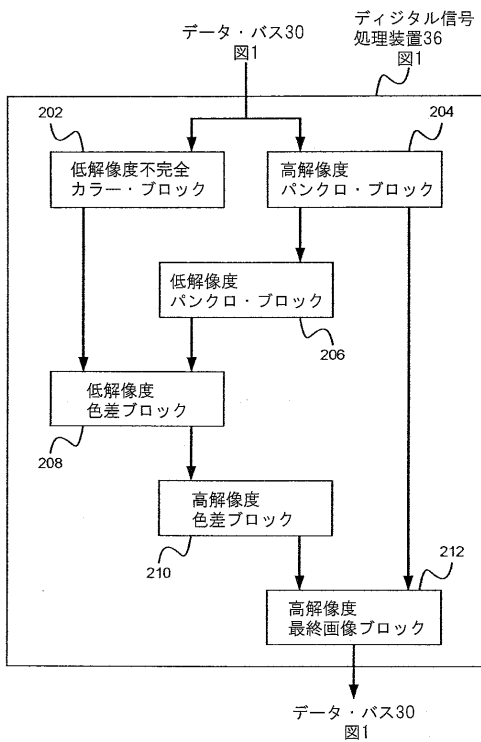 データ・バス30
図1
ディジタル信号
処理装置36
図1
202
204
低解像度不完全
カラー・ブロック
高解像度
パンクロ・ブロック
低解像度
パンクロ・ブロック
206
低解像度
色差ブロック
208
高解像度
色差ブロック
210
212
高解像度
最終画像ブロック
データ・バス30
図1